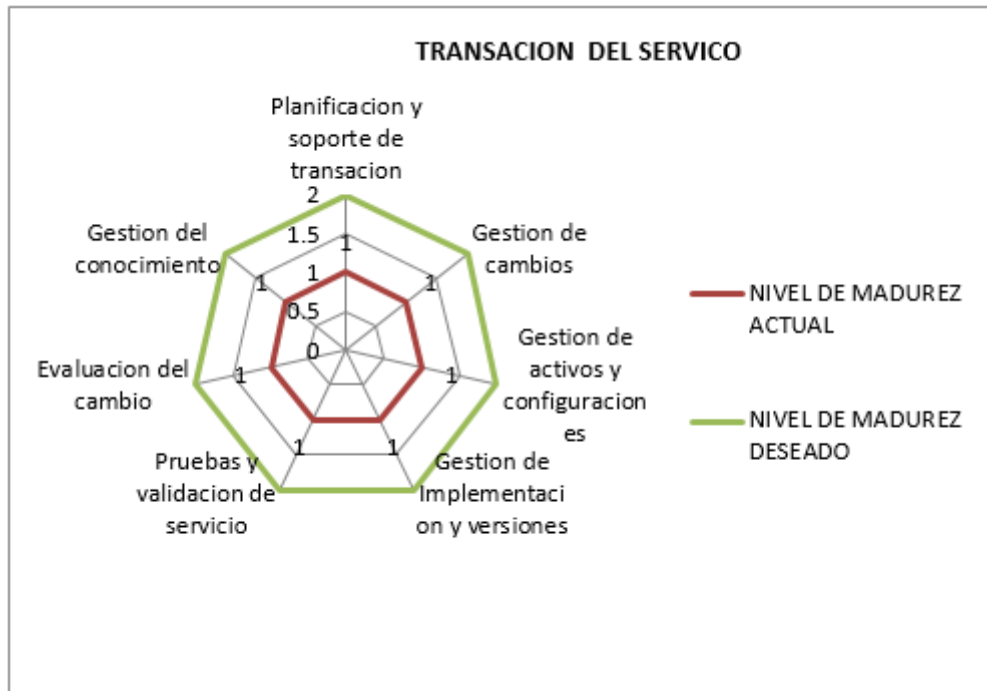 TRANSACION  DEL SERVICO
Planificacion y
soporte de
transacion
2
1.5
1
1
0.5
0
Gestion de
cambios
1
Gestion de
activos y
configuracion
es
1
Gestion de
Implementaci
on y versiones
1
Pruebas y
validacion de
servicio
1
Evaluacion del
cambio
1
Gestion del
conocimiento
1
NIVEL DE MADUREZ
ACTUAL
NIVEL DE MADUREZ
DESEADO